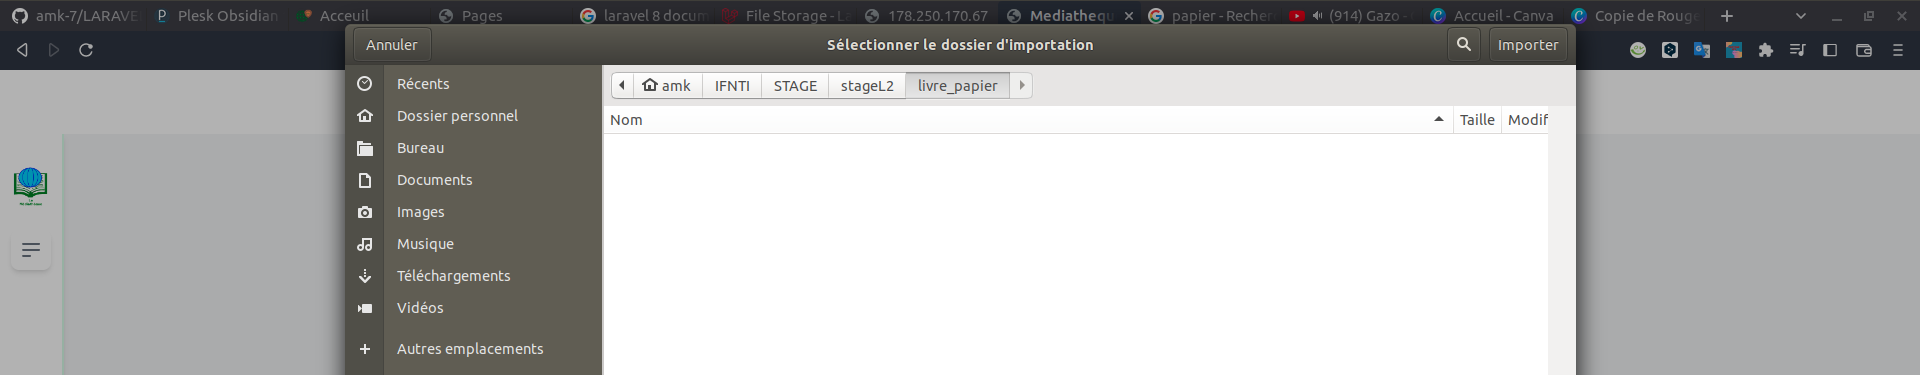 amk-7/LARAVE
Plesk Obsidian
Acceuil
Pages
laravel 8 docum
File Storage - La
178.250.170.67
Mediathequ
papier - Recher
(914) Gazo -
Accueil - Canva
Copie de Rouge
Annuler
Sélectionner le dossier d'importation
Importer
Récents
Dossier personnel
Bureau
Documents
Images
Musique
Téléchargements
Vidéos
Autres emplacements
amk IFNTI STAGE stageL2 livre_papier
Nom Taille Modif